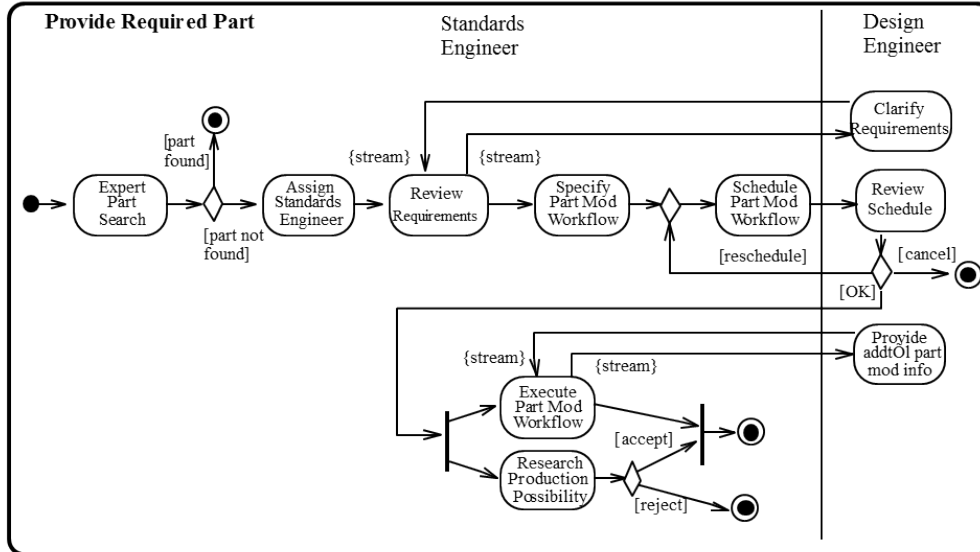 Provide Required Part
Standards
Engineer
Design
Engineer
Clarify
Requirements
[part
found]
{stream}
{stream}
Expert
Part
Search
Assign
Standards
Engineer
Review
Requirements
Specify
Part Mod
Workflow
Schedule
Part Mod
Workflow
Review
Schedule
[part not
found]
[reschedule]
[cancel]
[OK]
{stream}
{stream}
Provide
addtÕl part
mod info
Execute
Part Mod
Workflow
[accept]
Research
Production
Possibility
[reject]